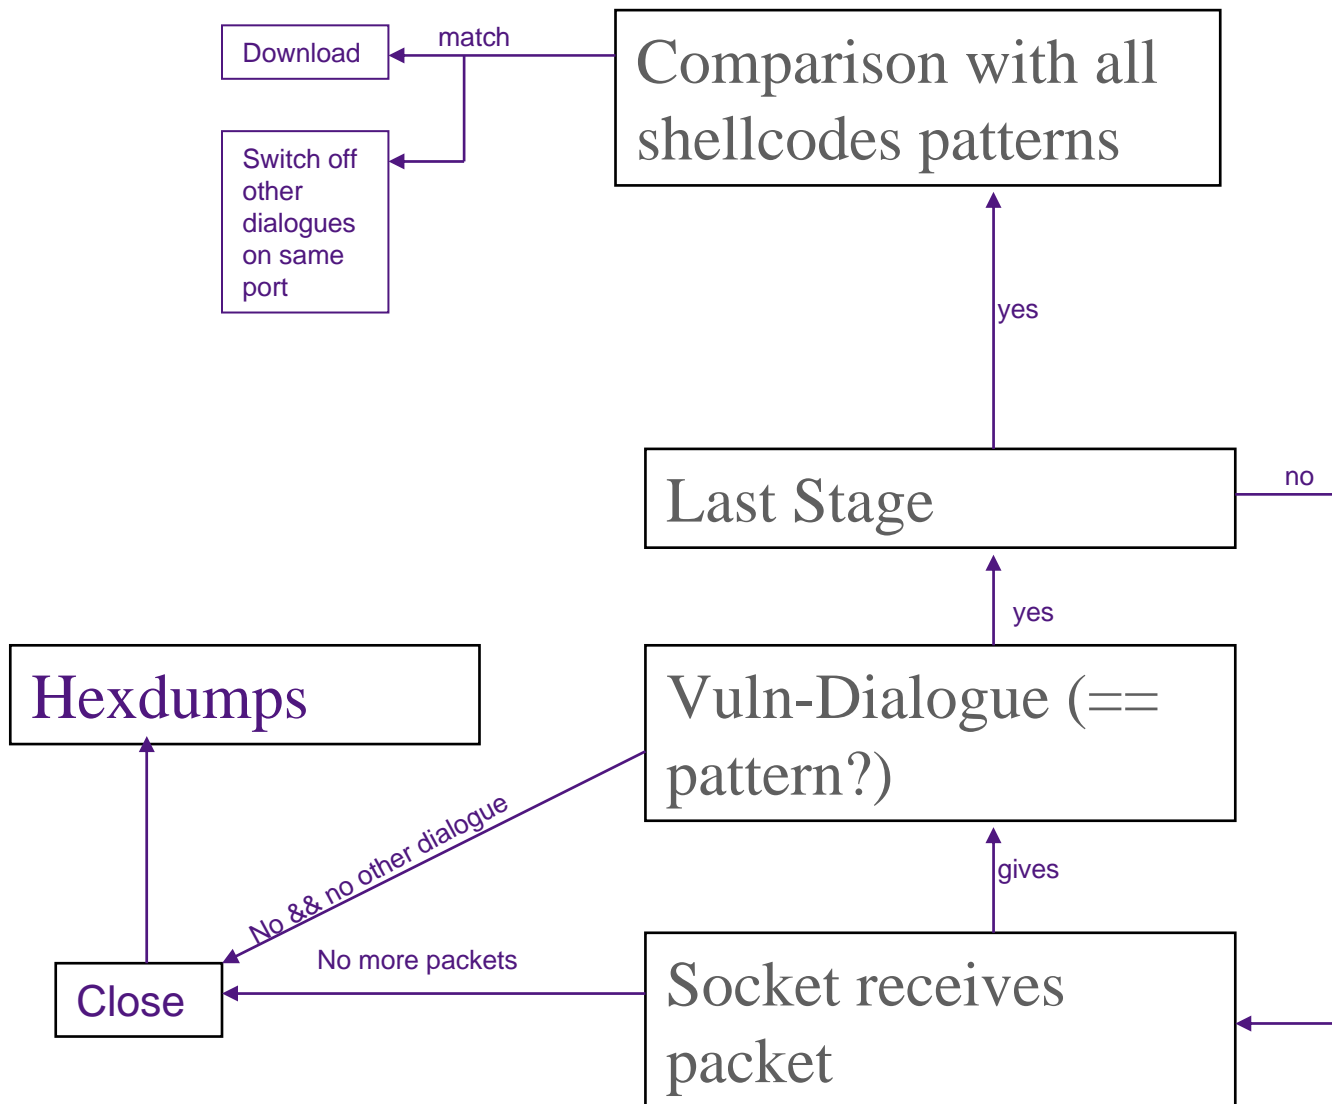 Download
match
Comparison with all
shellcodes patterns
Switch off
other
dialogues
on same
port
yes
Last Stage
no
yes
Hexdumps
Vuln-Dialogue (==
pattern?)
No && no other dialogue
gives
No more packets
Close
Socket receives
packet